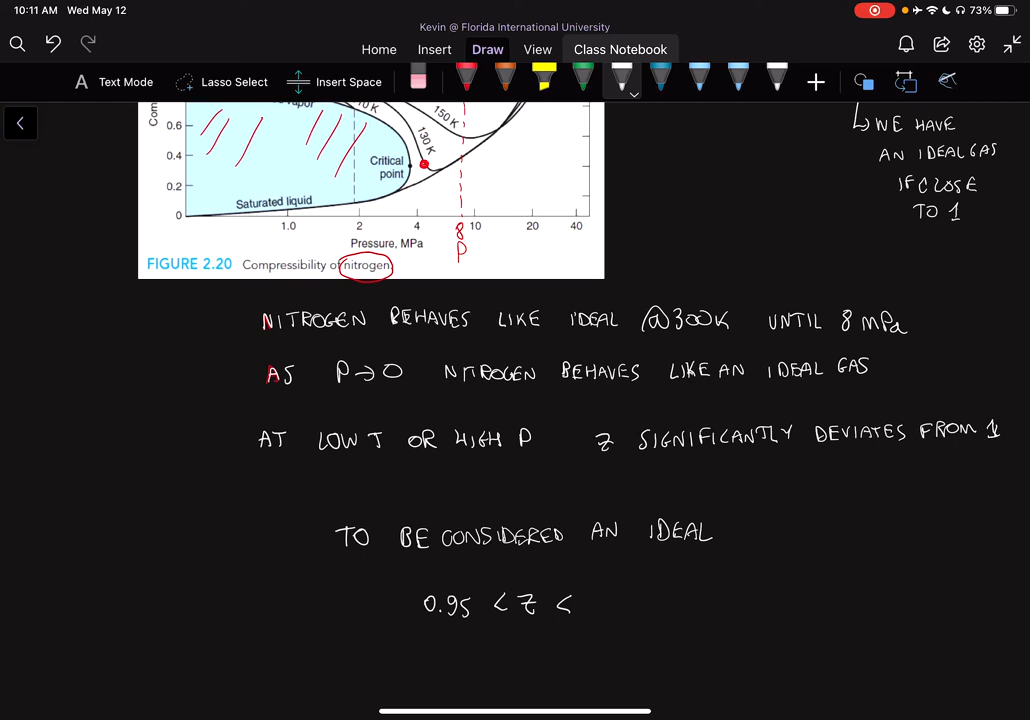 10:11 AM Wed May 12
73%
Kevin @ Florida International University
Home Insert Draw View Class Notebook
Text Mode Lasso Select Insert Space
0.6
0.4
0.2
0
150 K
130 K
Critical
point
Saturated liquid
1.0 2 4 10 20 40
8
P
Pressure, MPa
FIGURE 2.20 Compressibility of nitrogen.
WE HAVE
AN IDEAL GAS
IF CLOSE
TO 1
NITROGEN BEHAVES LIKE IDEAL @ 300K UNTIL 8 MPa
AS P → 0 NITROGEN BEHAVES LIKE AN IDEAL GAS
AT LOW T OR HIGH P Z SIGNIFICANTLY DEVIATES FROM 1
TO BE CONSIDERED AN IDEAL
0.95 < Z <